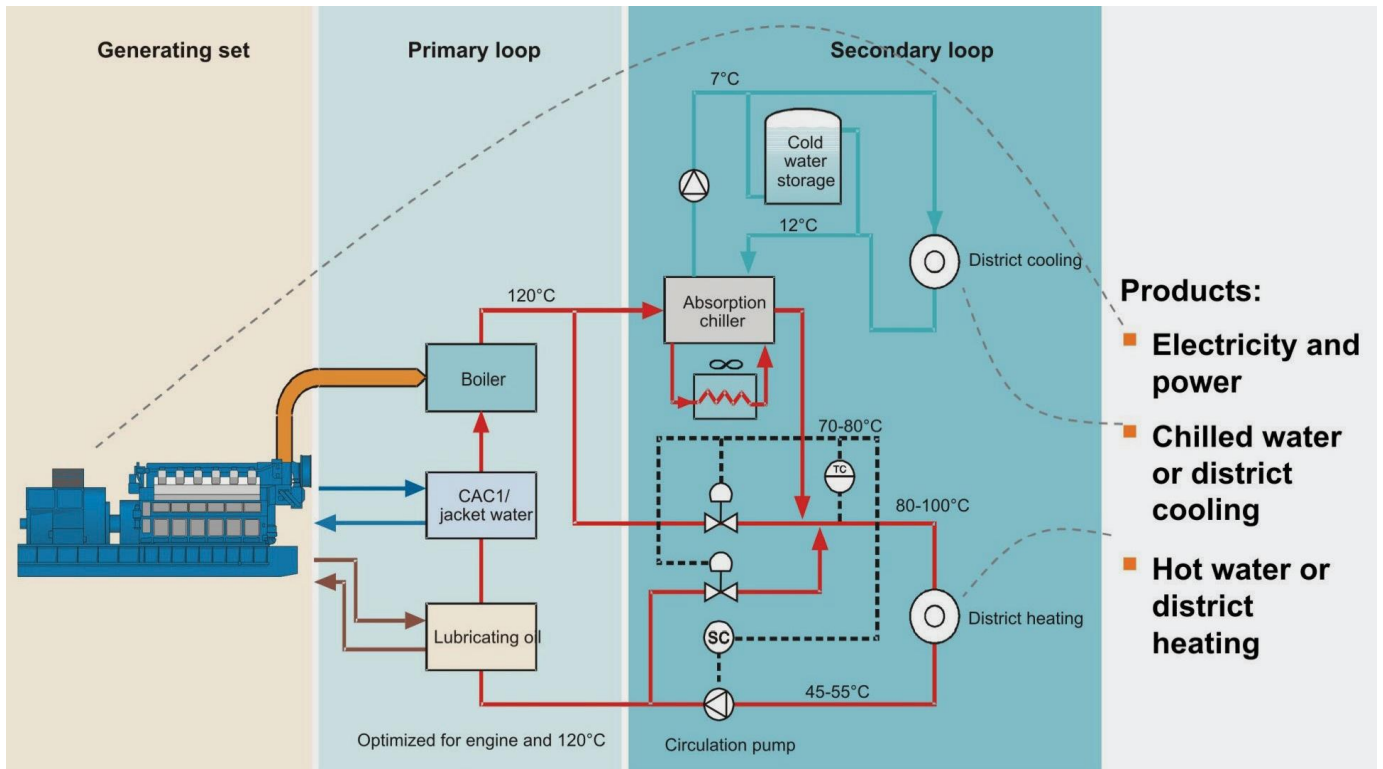 Generating set
Primary loop
Secondary loop
7°C
Cold
water
storage
12°C
District cooling
120°C
Absorption
chiller
Boiler
∞
70-80°C
TC
80-100°C
CAC1/
jacket water
Lubricating oil
SC
District heating
45-55°C
Optimized for engine and 120°C
Circulation pump
Products:
Electricity and
power
Chilled water
or district
cooling
Hot water or
district
heating